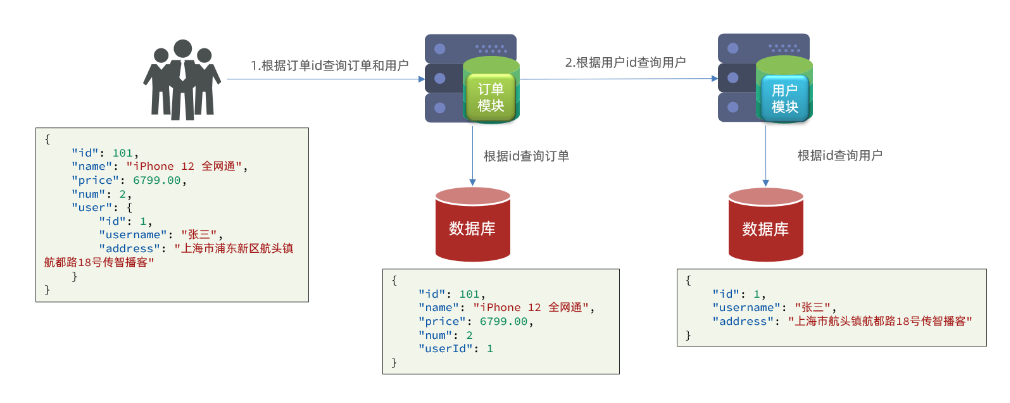 1.根据订单id查询订单和用户
2.根据用户id查询用户
订单
模块
用户
模块
根据id查询订单
根据id查询用户
数据库
数据库
{
    "id": 101,
    "name": "iPhone 12 全网通",
    "price": 6799.00,
    "num": 2,
    "user": {
        "id": 1,
        "username": "张三",
        "address": "上海市浦东新区航头镇
航都路18号传智播客"
    }
}
{
    "id": 101,
    "name": "iPhone 12 全网通",
    "price": 6799.00,
    "num": 2
    "userId": 1
}
{
    "id": 1,
    "username": "张三",
    "address": "上海市航头镇航都路18号传智播客"
}